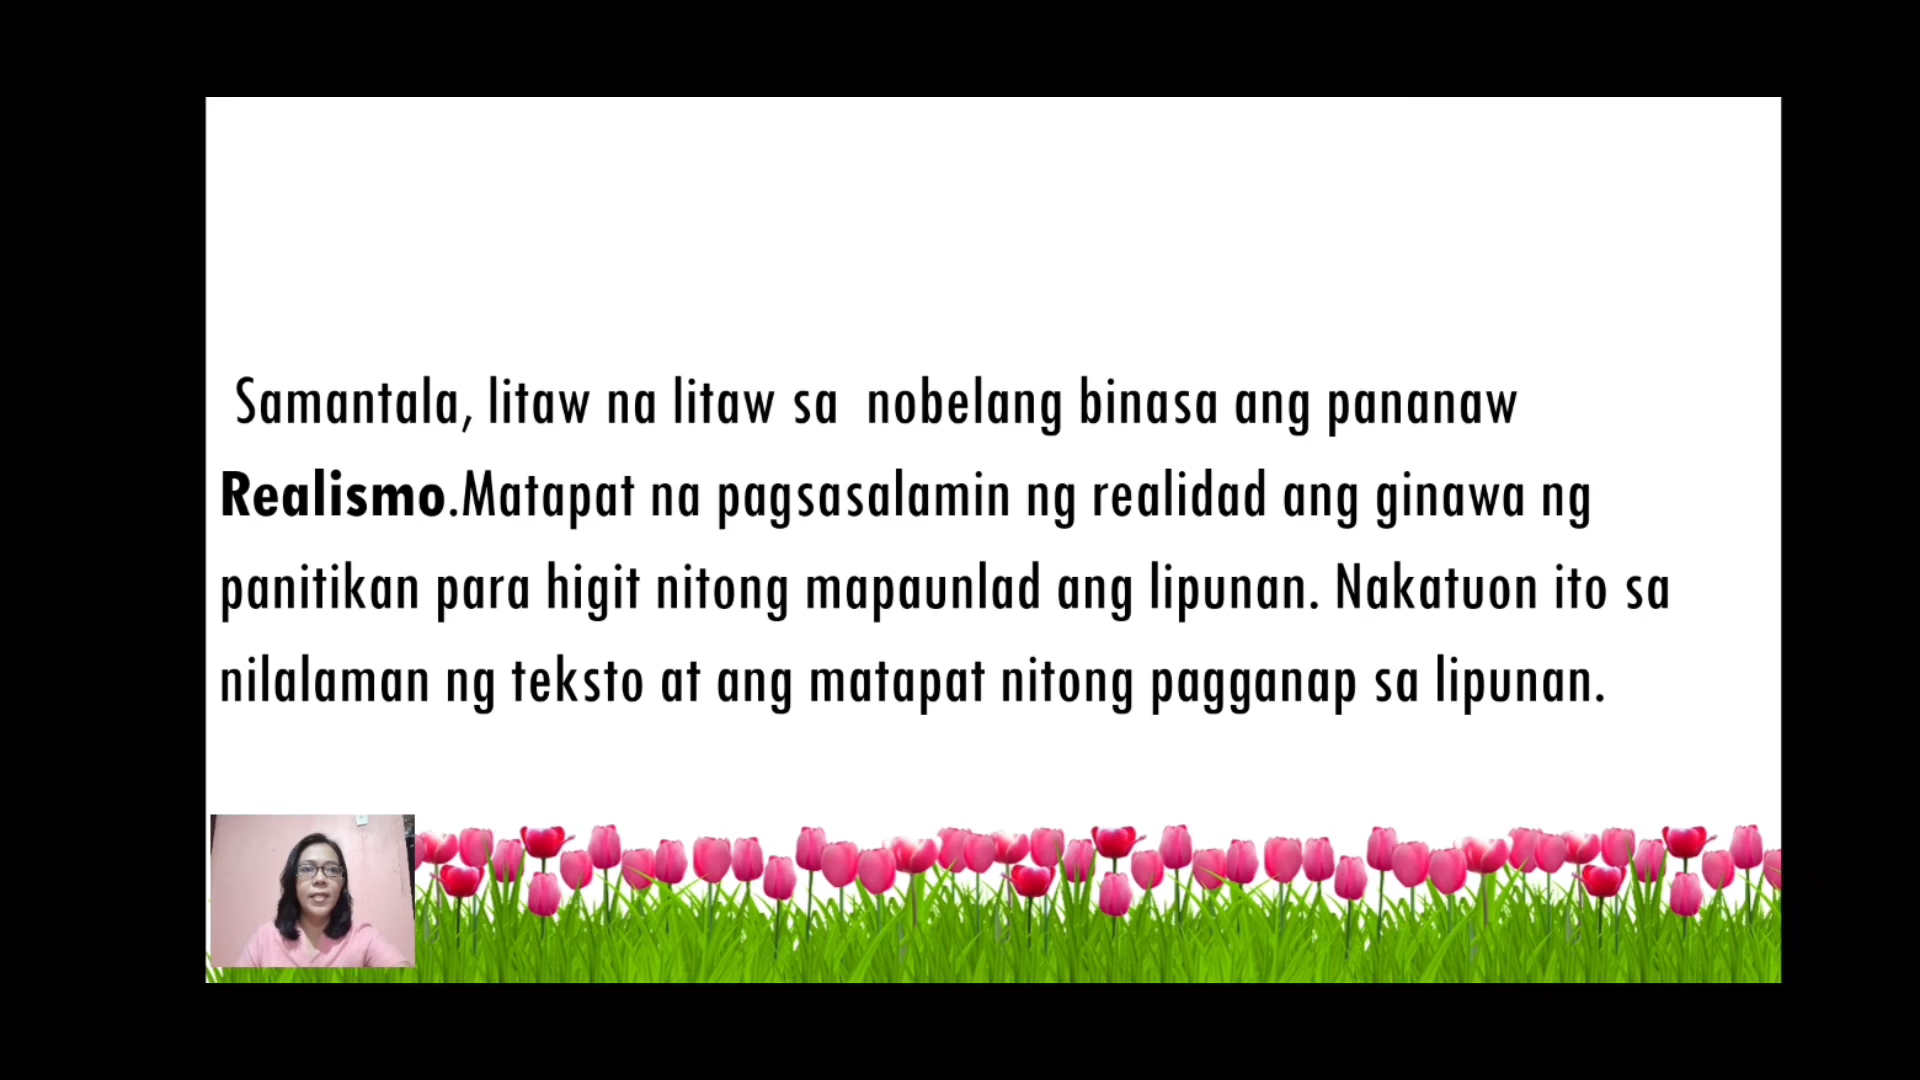 Samantala, litaw na litaw sa  nobelang binasa ang pananaw
Realismo.Matapat na pagsasalamin ng realidad ang ginawa ng
panitikan para higit nitong mapaunlad ang lipunan. Nakatuon ito sa
nilalaman ng teksto at ang matapat nitong pagganap sa lipunan.